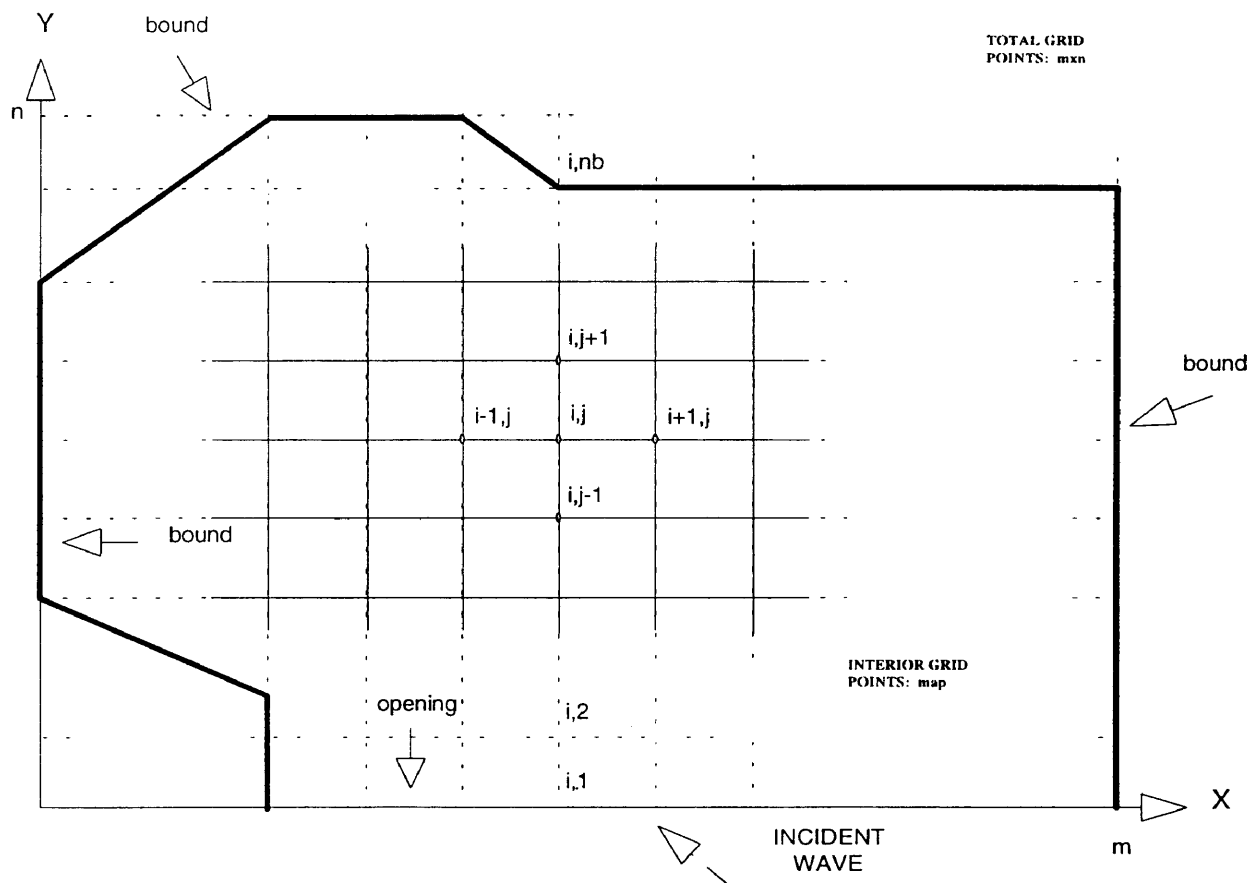 Y
bound
TOTAL GRID
POINTS: mxn
n
i,nb
i,j+1
bound
i-1,j
i,j
i+1,j
i,j-1
bound
INTERIOR GRID
POINTS: map
opening
i,2
i,1
X
INCIDENT
WAVE
m